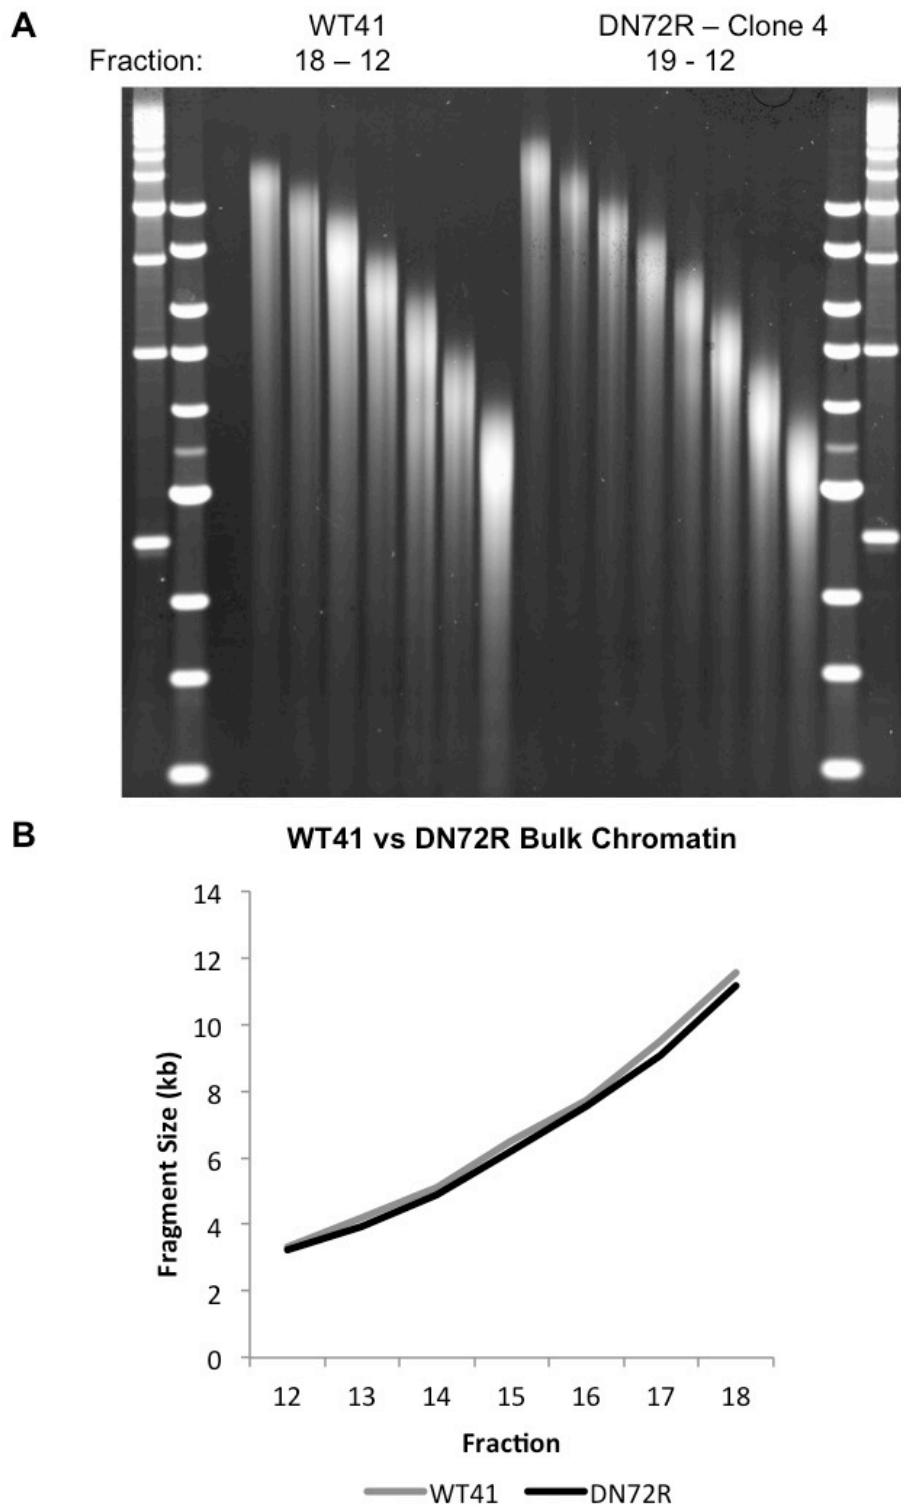 A
WT41 DN72R – Clone 4
Fraction: 18 – 12 19 - 12
B
WT41 vs DN72R Bulk Chromatin
Fragment Size (kb)
14
12
10
8
6
4
2
0
12 13 14 15 16 17 18
Fraction
WT41 DN72R